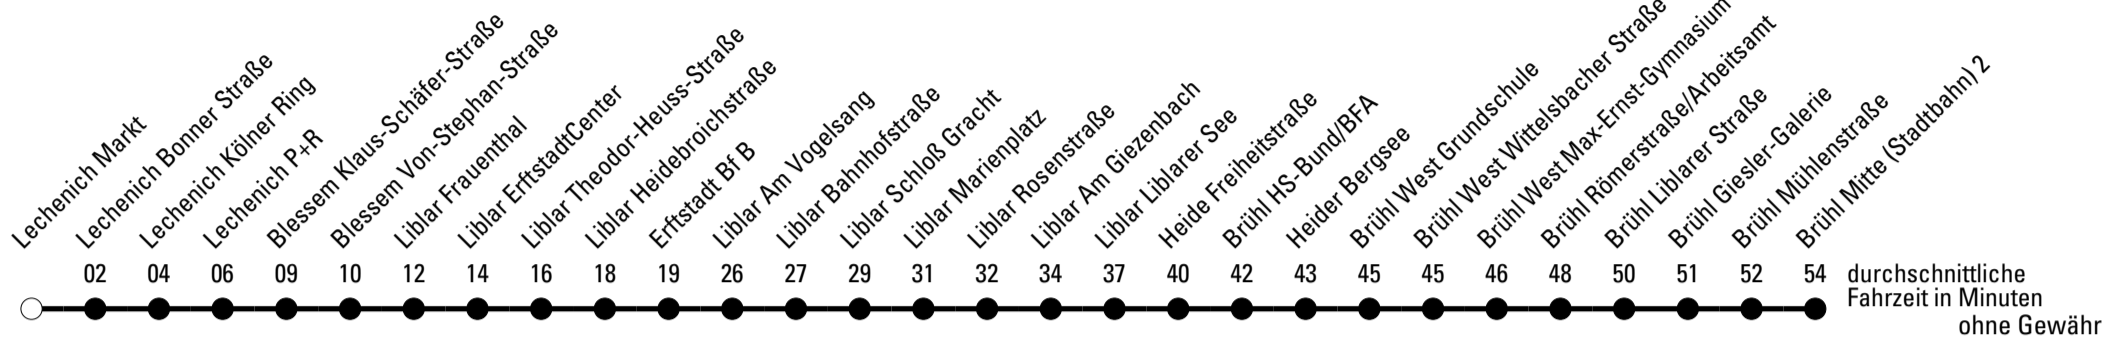 Lechenich Markt
Lechenich Bonner Straße
Lechenich Kölner Ring
Lechenich P+R
Blessem Klaus-Schäfer-Straße
Blessem Von-Stephan-Straße
Liblar Frauenthal
Liblar ErftstadtCenter
Liblar Theodor-Heuss-Straße
Liblar Heidebroichstraße
Erftstadt Bf B
Liblar Am Vogelsang
Liblar Bahnhofstraße
Liblar Schloß Gracht
Liblar Marienplatz
Liblar Rosenstraße
Liblar Am Giezenbach
Liblar Liblarer See
Heide Freiheitstraße
Brühl HS-Bund/BFA
Heider Bergsee
Brühl West Grundschule
Brühl West Wittelsbacher Straße
Brühl West Max-Ernst-Gymnasium
Brühl Römerstraße/Arbeitsamt
Brühl Liblarer Straße
Brühl Giesler-Galerie
Brühl Mühlenstraße
Brühl Mitte (Stadtbahn) 2
02 04 06 09 10 12 14 16 18 19 26 27 29 31 32 34 37 40 42 43 45 45 46 48 50 51 52 54
durchschnittliche
Fahrzeit in Minuten
ohne Gewähr